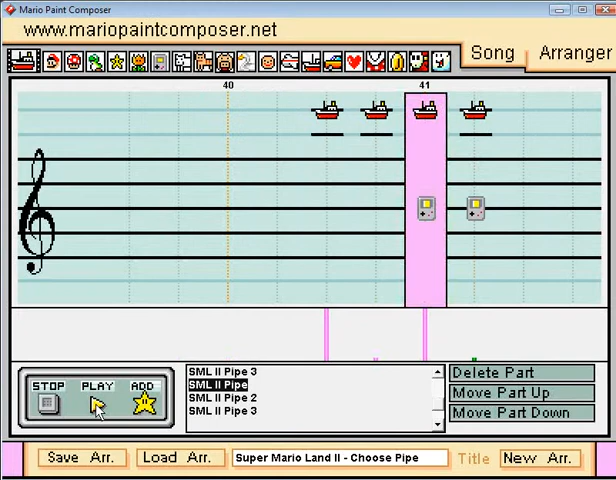 Mario Paint Composer
www.mariopaintcomposer.net
Song Arranger
40 41
STOP PLAY ADD
SML II Pipe 3
SML II Pipe
SML II Pipe 2
SML II Pipe 3
Delete Part
Move Part Up
Move Part Down
Save Arr. Load Arr. Super Mario Land II - Choose Pipe Title New Arr.